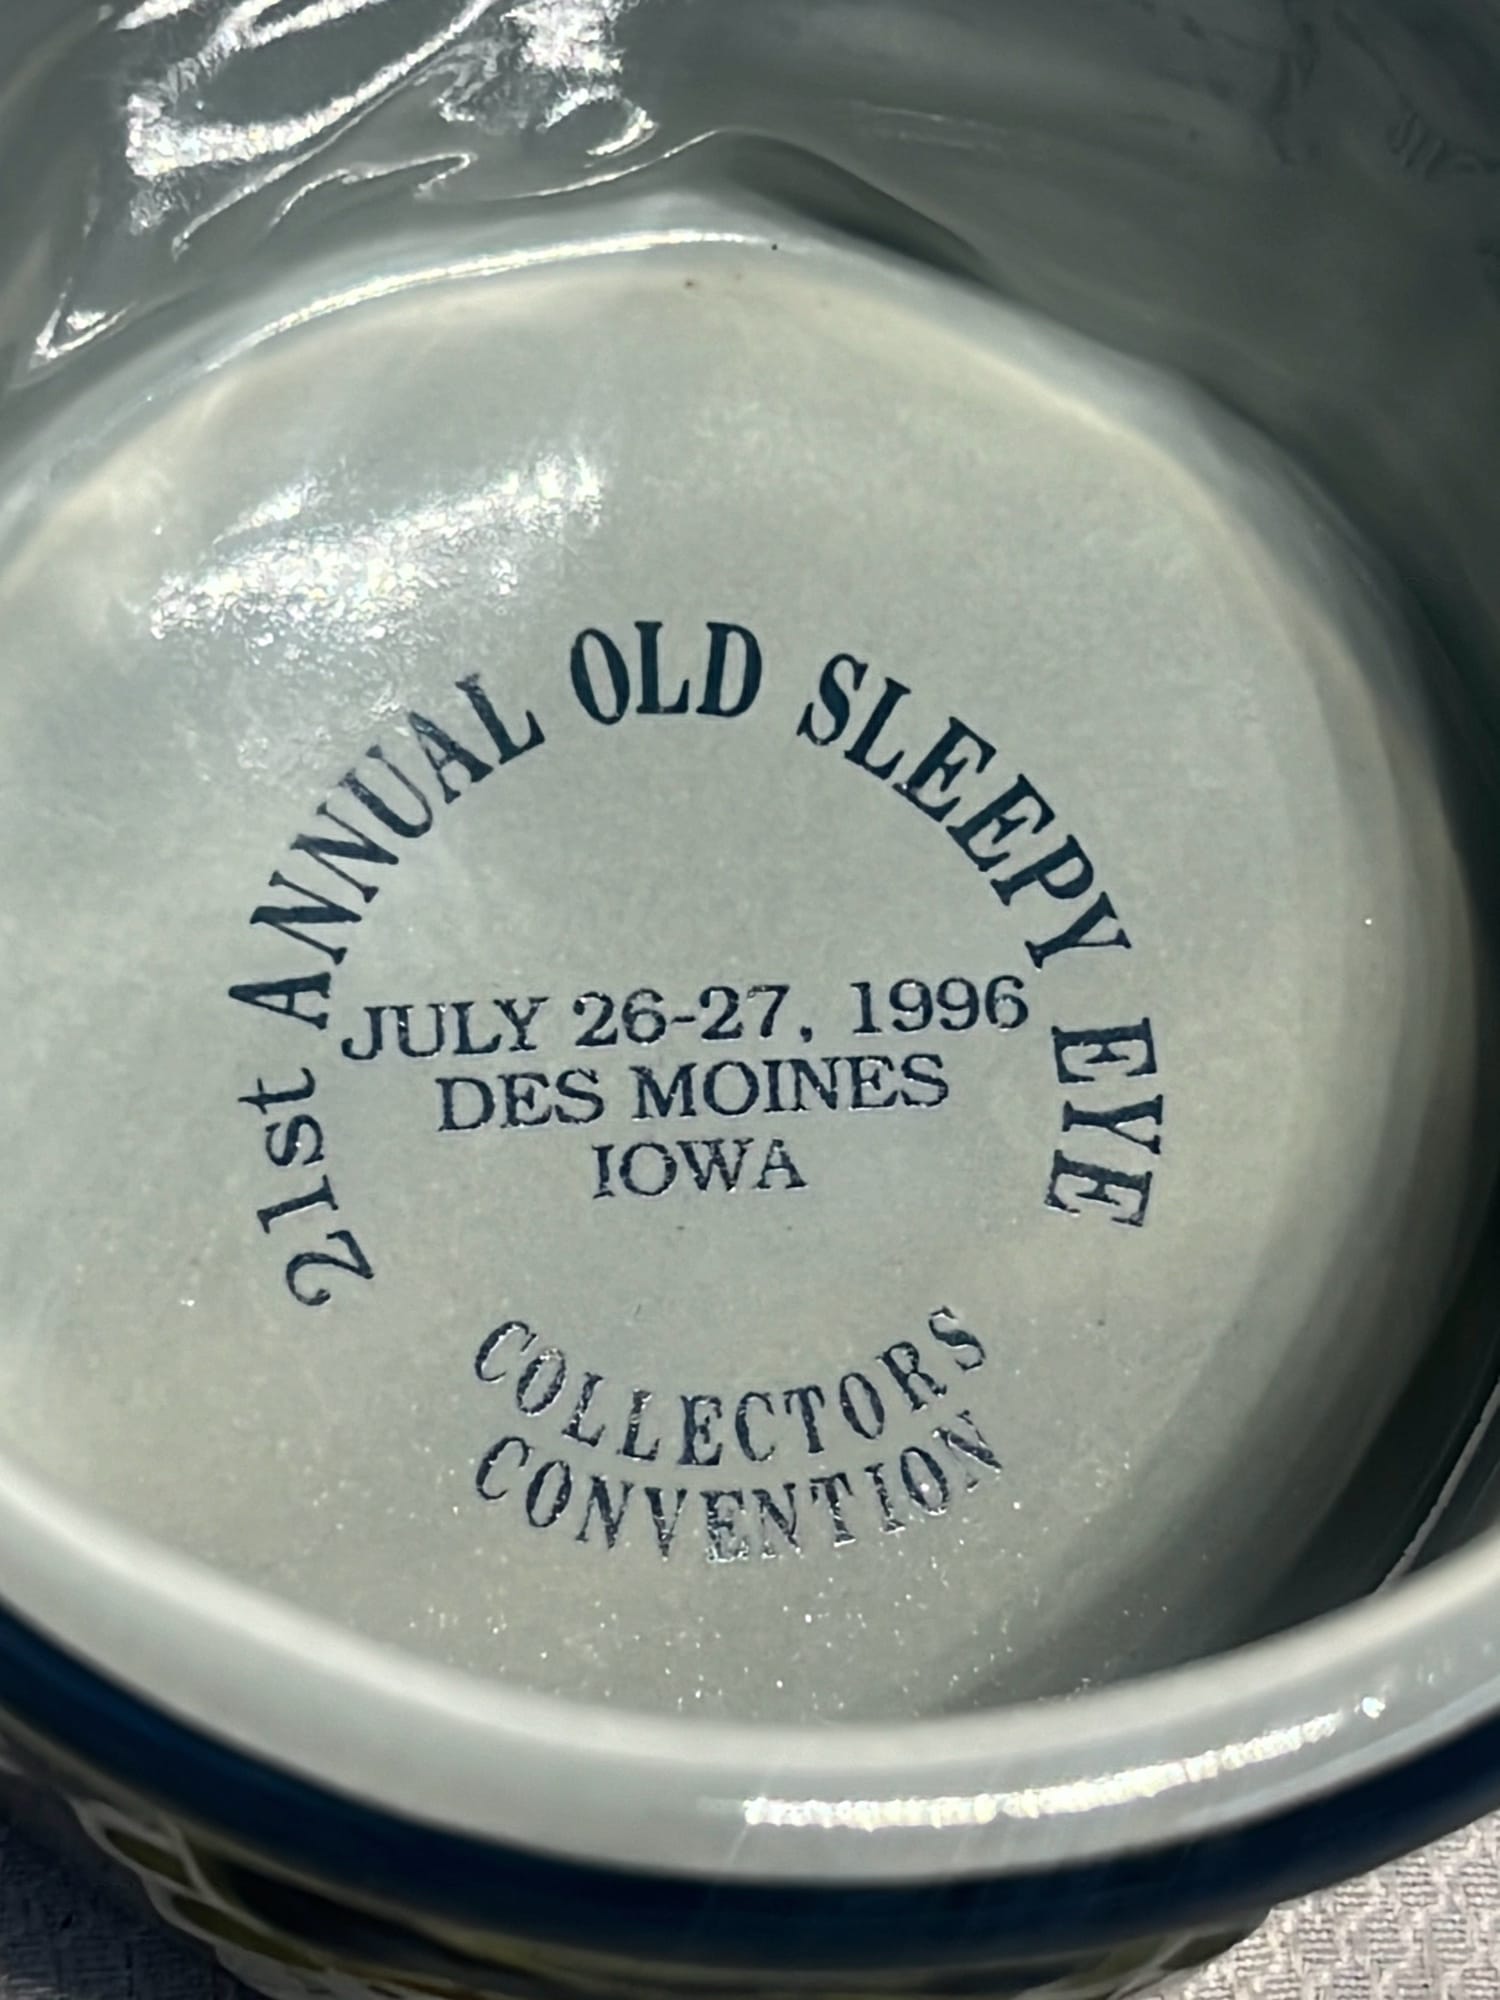 21st ANNUAL OLD SLEEPY EYE
JULY 26-27, 1996
DES MOINES
IOWA
COLLECTORS
CONVENTION